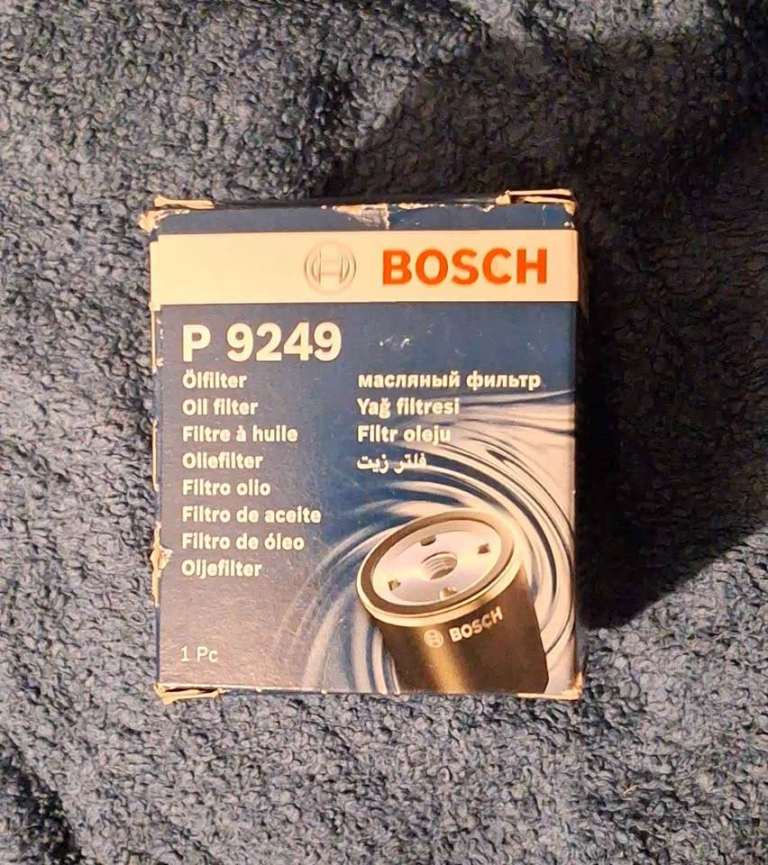 BOSCH
P 9249
Ölfilter
Oil filter
Filtre à huile
Oliefilter
Filtro olio
Filtro de aceite
Filtro de óleo
Oljefilter
масляный фильтр
Yağ filtresi
Filtr oleju
فلتر زيت
BOSCH
1 Pc